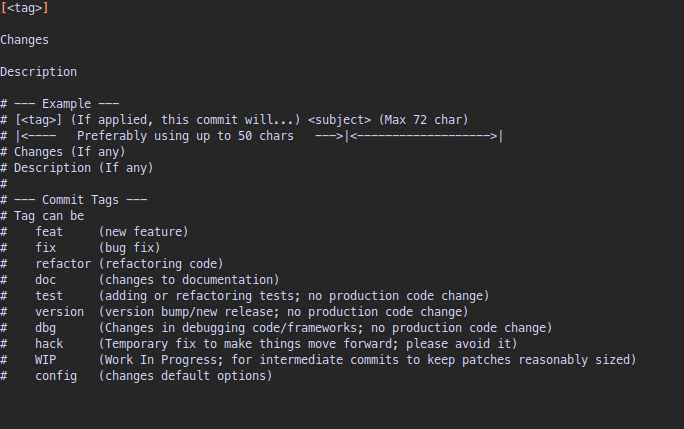 [<tag>]
Changes
Description
# --- Example ---
# [<tag>] (If applied, this commit will...) <subject> (Max 72 char)
# |<----   Preferably using up to 50 chars   --->|<------------------->|
# Changes (If any)
# Description (If any)
#
# --- Commit Tags ---
# Tag can be
#    feat     (new feature)
#    fix      (bug fix)
#    refactor (refactoring code)
#    doc      (changes to documentation)
#    test     (adding or refactoring tests; no production code change)
#    version  (version bump/new release; no production code change)
#    dbg      (Changes in debugging code/frameworks; no production code change)
#    hack     (Temporary fix to make things move forward; please avoid it)
#    WIP      (Work In Progress; for intermediate commits to keep patches reasonably sized)
#    config   (changes default options)